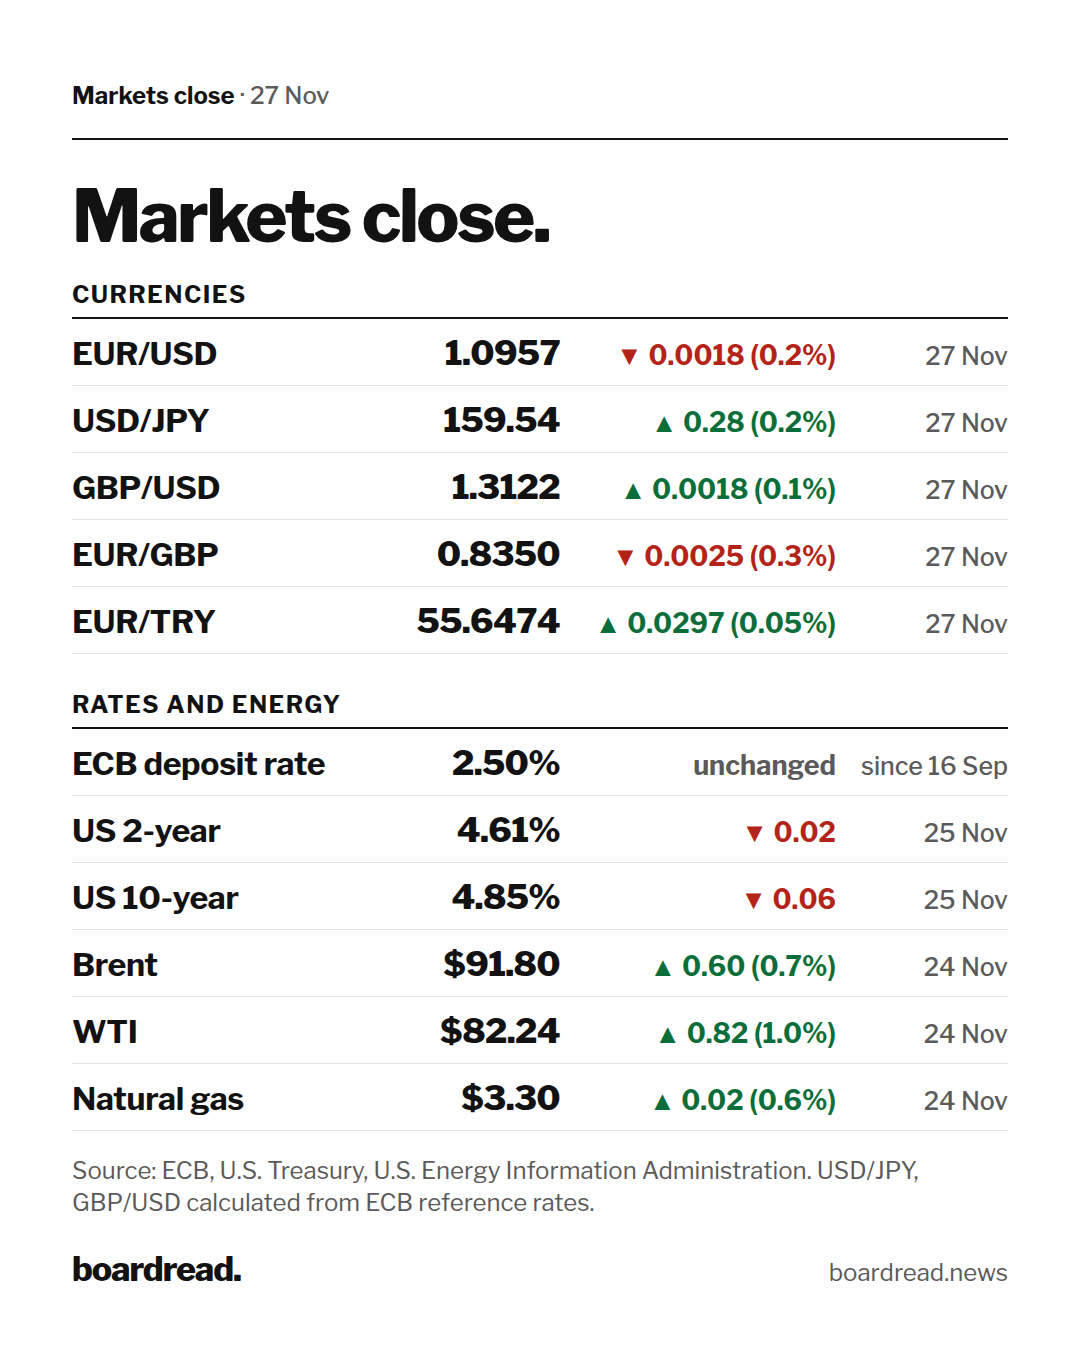 Markets close · 27 Nov
Markets close.
CURRENCIES
EUR/USD 1.0957 ▼ 0.0018 (0.2%) 27 Nov
USD/JPY 159.54 ▲ 0.28 (0.2%) 27 Nov
GBP/USD 1.3122 ▲ 0.0018 (0.1%) 27 Nov
EUR/GBP 0.8350 ▼ 0.0025 (0.3%) 27 Nov
EUR/TRY 55.6474 ▲ 0.0297 (0.05%) 27 Nov
RATES AND ENERGY
ECB deposit rate 2.50% unchanged since 16 Sep
US 2-year 4.61% ▼ 0.02 25 Nov
US 10-year 4.85% ▼ 0.06 25 Nov
Brent $91.80 ▲ 0.60 (0.7%) 24 Nov
WTI $82.24 ▲ 0.82 (1.0%) 24 Nov
Natural gas $3.30 ▲ 0.02 (0.6%) 24 Nov
Source: ECB, U.S. Treasury, U.S. Energy Information Administration. USD/JPY,
GBP/USD calculated from ECB reference rates.
boardread. boardread.news